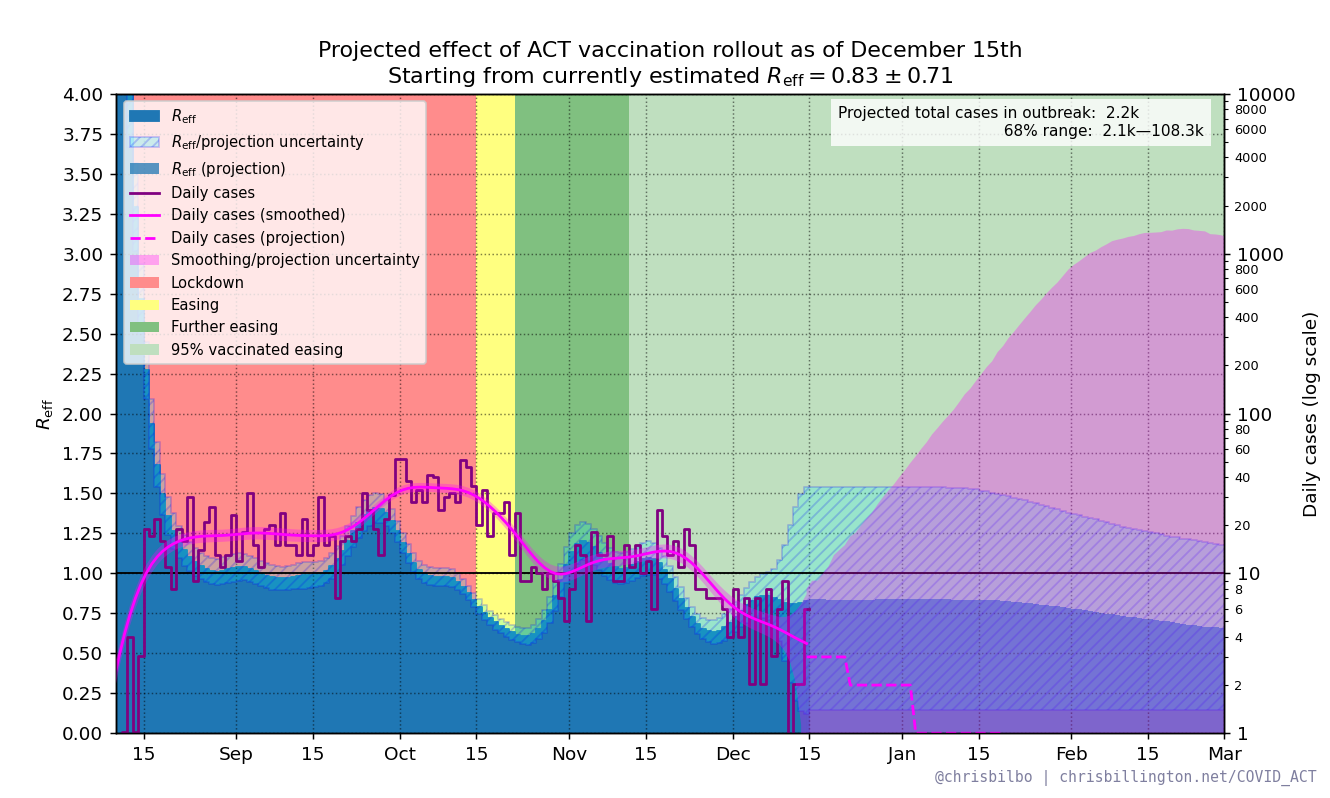 Projected effect of ACT vaccination rollout as of December 15th
Starting from currently estimated Reff = 0.83 ± 0.71
Projected total cases in outbreak: 2.2k
68% range: 2.1k—108.3k
Reff
Reff/projection uncertainty
Reff (projection)
Daily cases
Daily cases (smoothed)
Daily cases (projection)
Smoothing/projection uncertainty
Lockdown
Easing
Further easing
95% vaccinated easing
Reff
4.00
3.75
3.50
3.25
3.00
2.75
2.50
2.25
2.00
1.75
1.50
1.25
1.00
0.75
0.50
0.25
0.00
10000
8000
6000
4000
2000
1000
800
600
400
200
100
80
60
40
20
10
8
6
4
2
1
Daily cases (log scale)
15 Sep 15 Oct 15 Nov 15 Dec 15 Jan 15 Feb 15 Mar
@chrisbilbo | chrisbillington.net/COVID_ACT